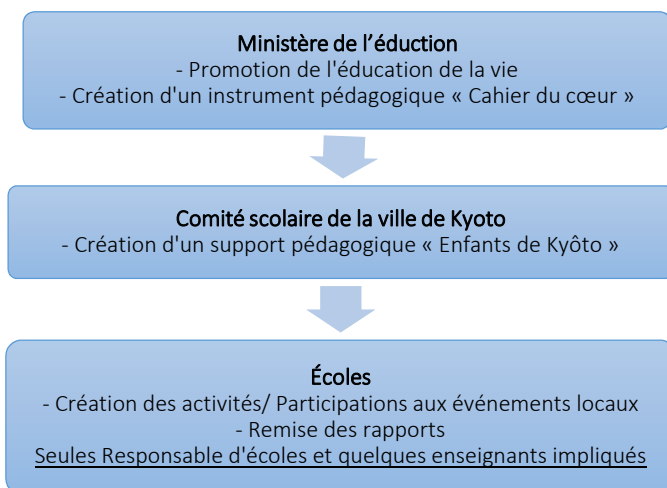 Ministère de l'éduction
- Promotion de l'éducation de la vie
- Création d'un instrument pédagogique « Cahier du cœur »
Comité scolaire de la ville de Kyoto
- Création d'un support pédagogique « Enfants de Kyôto »
Écoles
- Création des activités/ Participations aux événements locaux
- Remise des rapports
Seules Responsable d'écoles et quelques enseignants impliqués